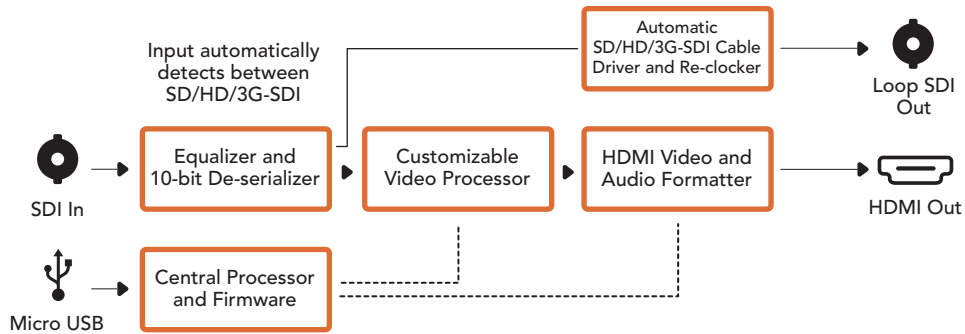 Input automatically
detects between
SD/HD/3G-SDI
Automatic
SD/HD/3G-SDI Cable
Driver and Re-clocker
Loop SDI
Out
SDI In
Equalizer and
10-bit De-serializer
Customizable
Video Processor
HDMI Video and
Audio Formatter
HDMI Out
Micro USB
Central Processor
and Firmware